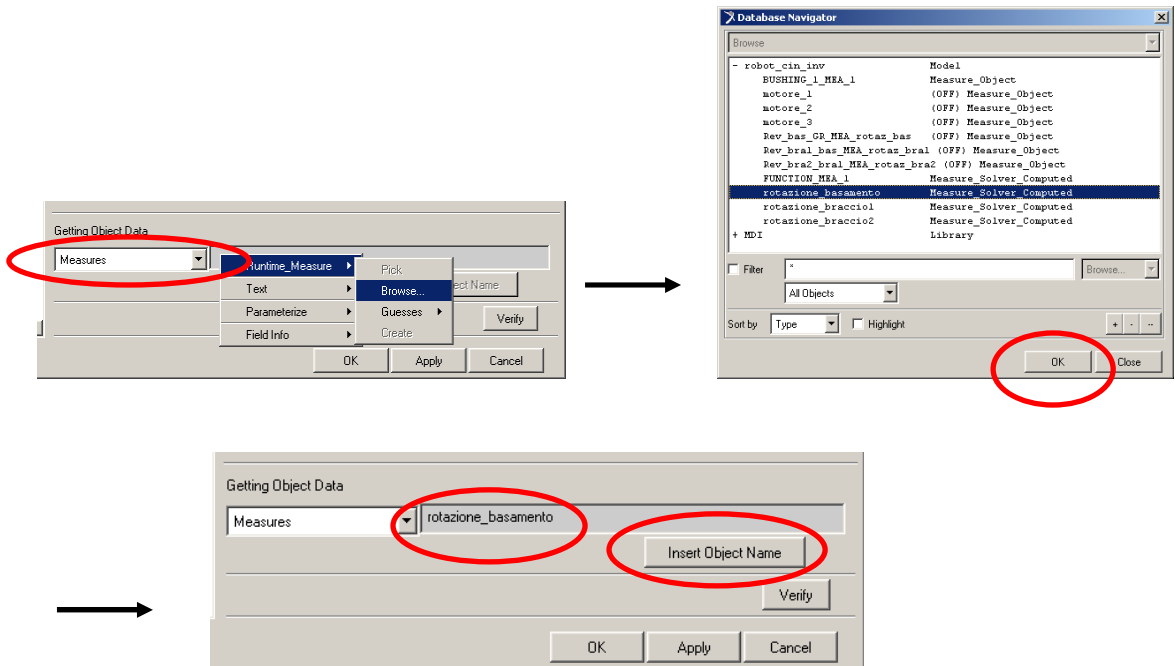 Database Navigator
Browse
- robot_cin_inv Model
BUSHING_1_MEA_1 Measure_Object
motore_1 (OFF) Measure_Object
motore_2 (OFF) Measure_Object
motore_3 (OFF) Measure_Object
Rev_bas_GR_MEA_rotaz_bas (OFF) Measure_Object
Rev_bra1_bas_MEA_rotaz_bra1 (OFF) Measure_Object
Rev_bra2_bra1_MEA_rotaz_bra2 (OFF) Measure_Object
FUNCTION_MEA_1 Measure_Solver_Computed
rotazione_basamento Measure_Solver_Computed
rotazione_braccio1 Measure_Solver_Computed
rotazione_braccio2 Measure_Solver_Computed
+ MDI Library
Filter * Browse...
All Objects
Sort by Type Highlight + - --
OK Close
Getting Object Data
Measures
Runtime_Measure
Text
Parameterize
Field Info
Pick
Browse...
Guesses
Create
ect Name
Verify
OK Apply Cancel
Getting Object Data
Measures rotazione_basamento
Insert Object Name
Verify
OK Apply Cancel